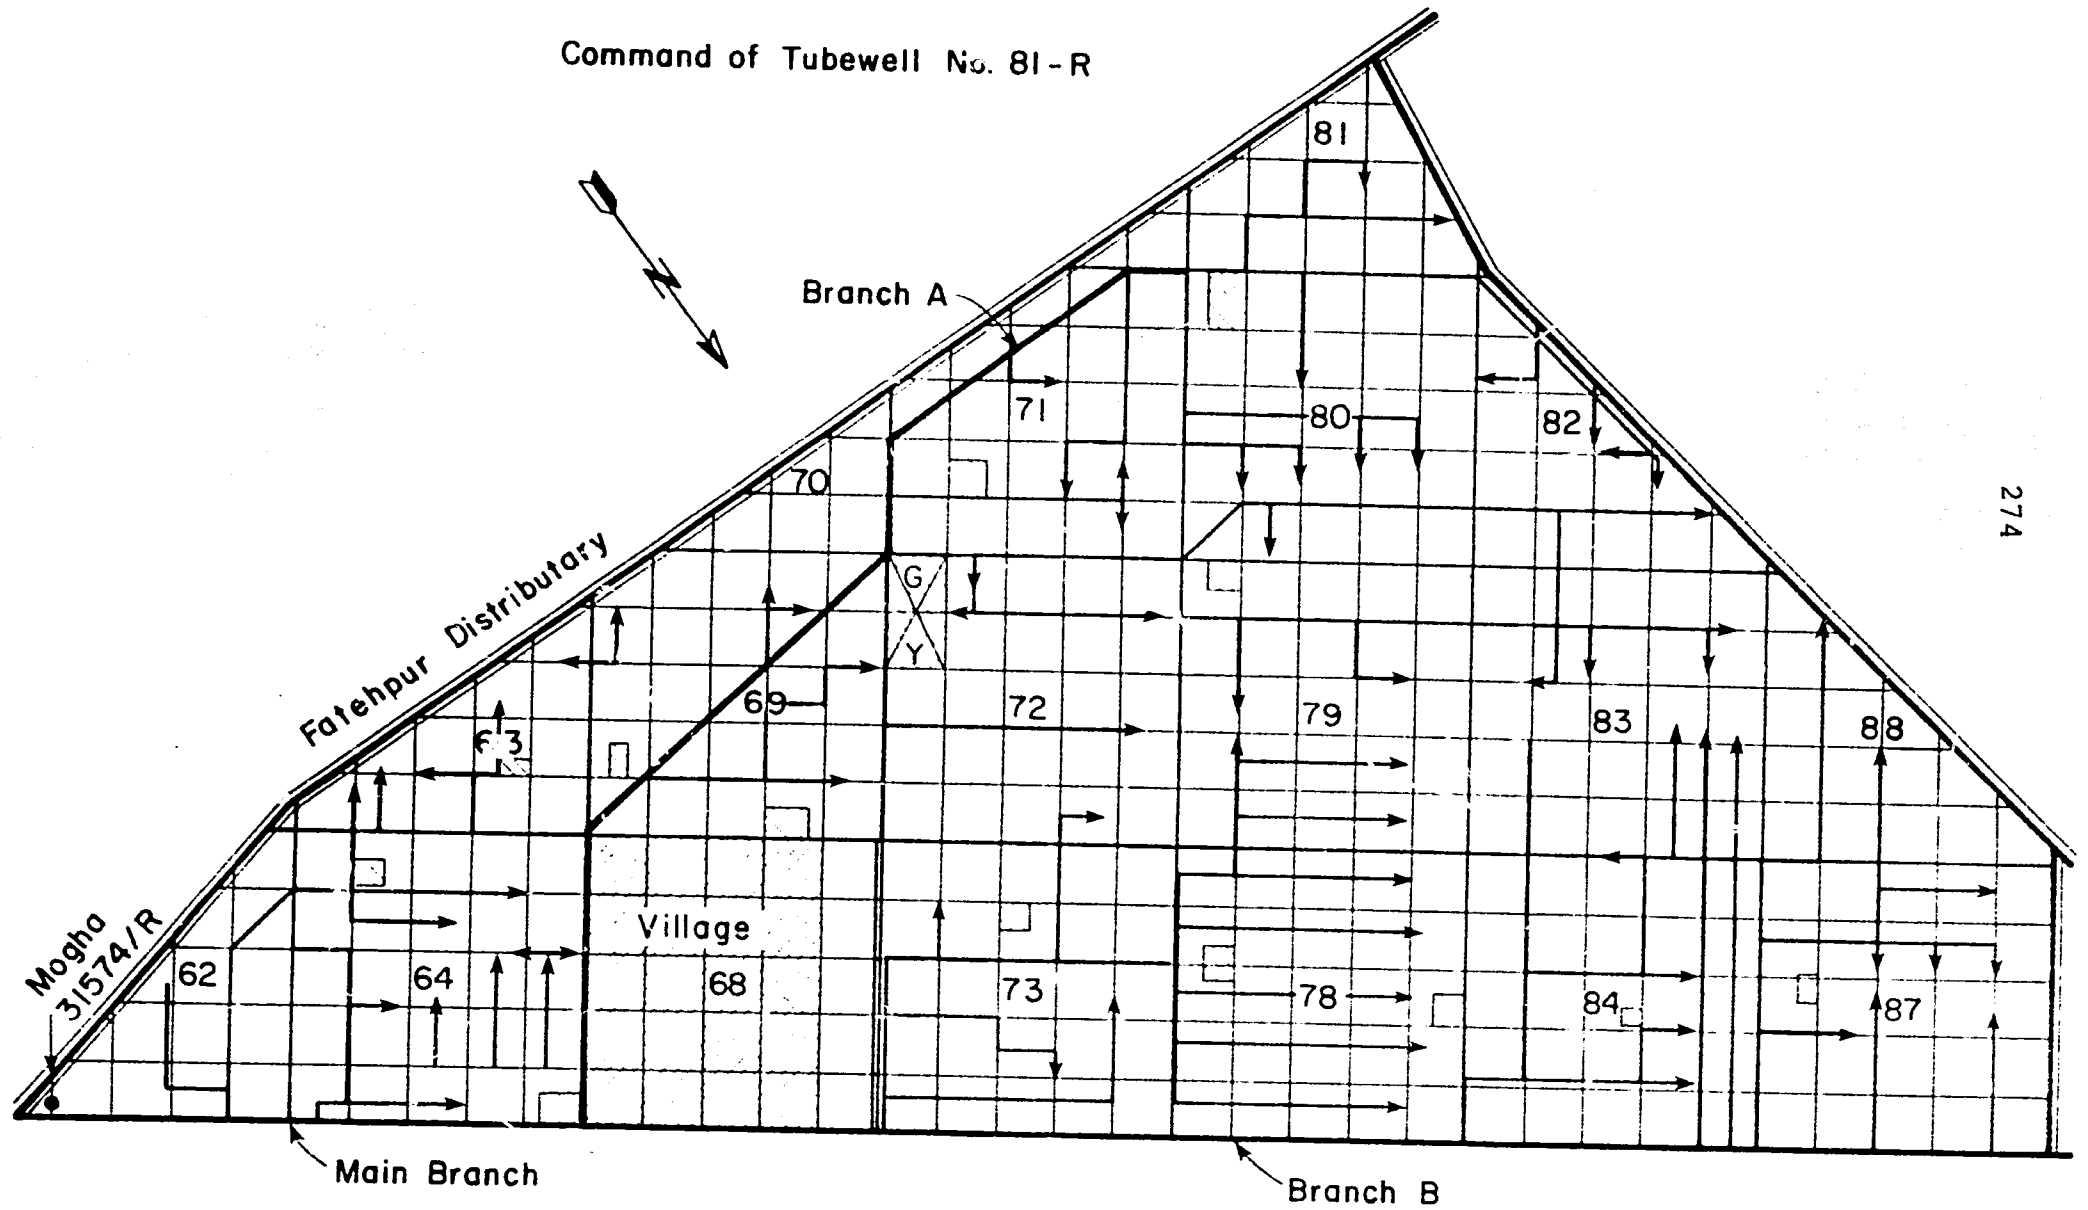 Command of Tubewell No. 81-R
81
Branch A
71
80
82
70
274
Fatehpur Distributary
G
Y
69
72
79
83
88
63
Mogha
31574/R
Village
62
64
68
73
78
84
87
Main Branch
Branch B
N